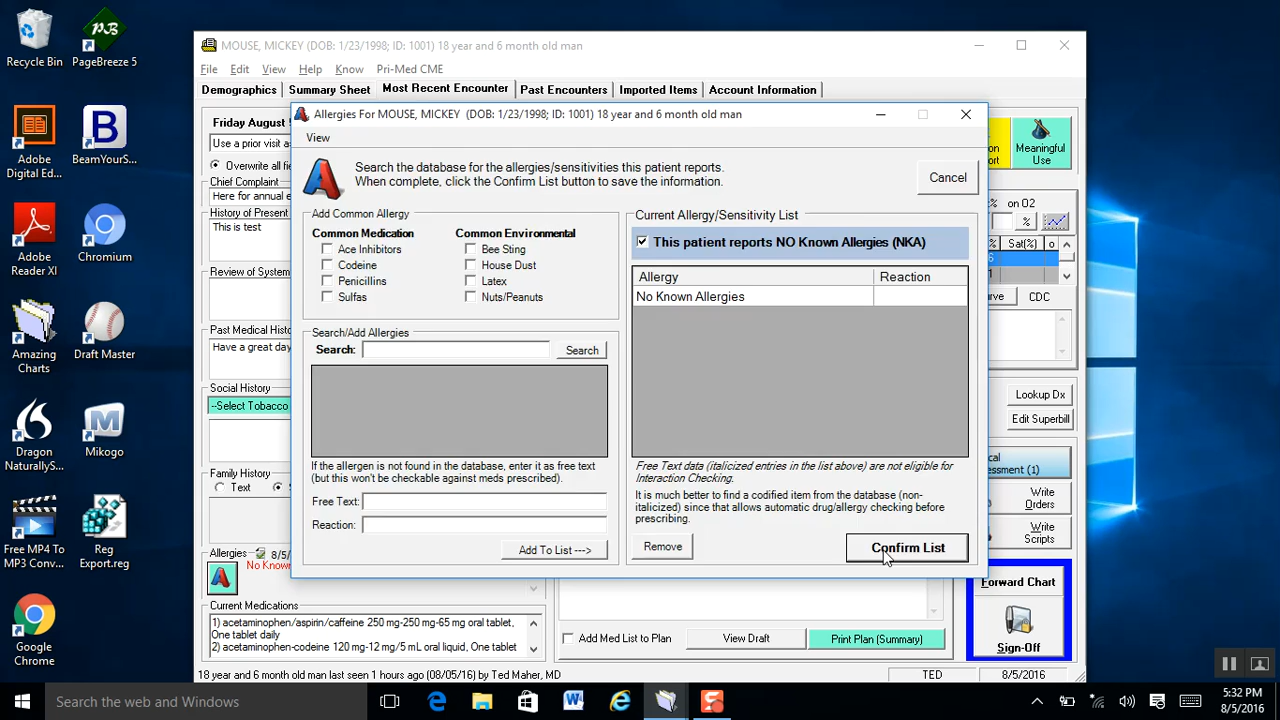 Recycle Bin
PageBreeze 5
Adobe
Digital Ed...
BeamYourS...
Adobe
Reader XI
Chromium
Amazing
Charts
Draft Master
Dragon
NaturallyS...
Mikogo
Free MP4 To
MP3 Conv...
Reg
Export.reg
Google
Chrome
MOUSE, MICKEY (DOB: 1/23/1998; ID: 1001) 18 year and 6 month old man
File Edit View Help Know Pri-Med CME
Demographics Summary Sheet Most Recent Encounter Past Encounters Imported Items Account Information
Friday August
Use a prior visit a
Overwrite all fie
Chief Complaint
Here for annual e
History of Present
This is test
Review of System
Past Medical Histo
Have a great day
Social History
--Select Tobacco
Family History
Text
Allergies 8/5/
No Known
Current Medications
1) acetaminophen/aspirin/caffeine 250 mg-250 mg-65 mg oral tablet,
One tablet daily
2) acetaminophen-codeine 120 mg-12 mg/5 mL oral liquid, One tablet
18 year and 6 month old man last seen 1 hours ago (08/05/16) by Ted Maher, MD
Allergies For MOUSE, MICKEY (DOB: 1/23/1998; ID: 1001) 18 year and 6 month old man
View
Search the database for the allergies/sensitivities this patient reports.
When complete, click the Confirm List button to save the information.
Cancel
Add Common Allergy
Common Medication
Ace Inhibitors
Codeine
Penicillins
Sulfas
Common Environmental
Bee Sting
House Dust
Latex
Nuts/Peanuts
Search/Add Allergies
Search: Search
If the allergen is not found in the database, enter it as free text
(but this won't be checkable against meds prescribed).
Free Text:
Reaction:
Add To List --->
Current Allergy/Sensitivity List
This patient reports NO Known Allergies (NKA)
Allergy Reaction
No Known Allergies
Free Text data (italicized entries in the list above) are not eligible for
Interaction Checking.
It is much better to find a codified item from the database (non-
italicized) since that allows automatic drug/allergy checking before
prescribing.
Remove
Confirm List
Meaningful
Use
on O2
%
Sat(%)
CDC
Lookup Dx
Edit Superbill
Write
Orders
Write
Scripts
Forward Chart
Sign-Off
Add Med List to Plan View Draft Print Plan (Summary)
TED 8/5/2016
Search the web and Windows
5:32 PM
8/5/2016